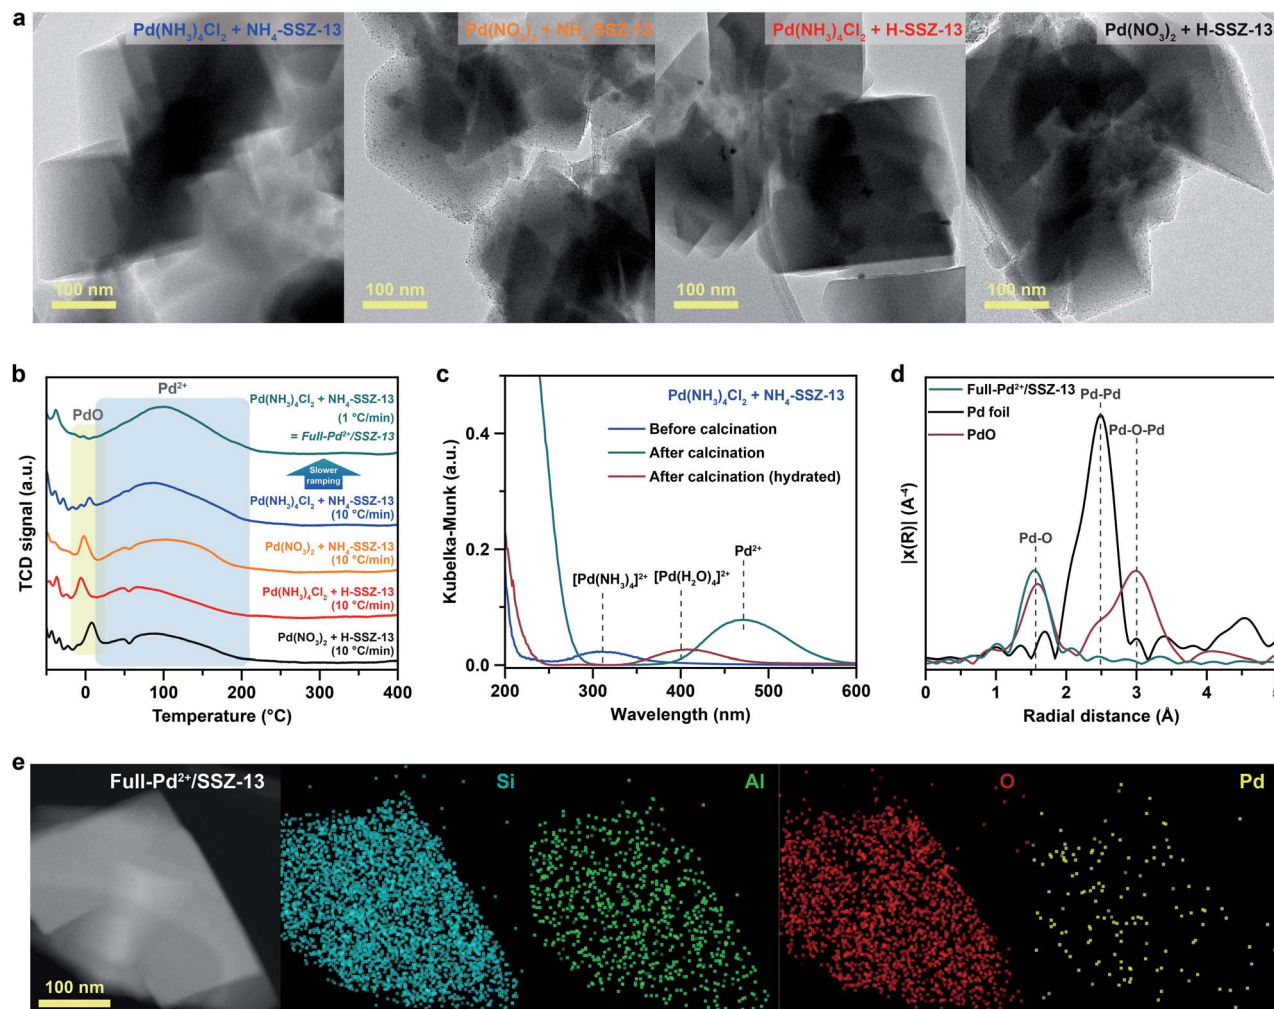 a
Pd(NH₃)₄Cl₂ + NH₄-SSZ-13
Pd(NO₃)₂ + NH₄-SSZ-13
Pd(NH₃)₄Cl₂ + H-SSZ-13
Pd(NO₃)₂ + H-SSZ-13
100 nm
100 nm
100 nm
100 nm
b
TCD signal (a.u.)
PdO
Pd²⁺
Pd(NH₃)₄Cl₂ + NH₄-SSZ-13
(1 °C/min)
= Full-Pd²⁺/SSZ-13
Slower
ramping
Pd(NH₃)₄Cl₂ + NH₄-SSZ-13
(10 °C/min)
Pd(NO₃)₂ + NH₄-SSZ-13
(10 °C/min)
Pd(NH₃)₄Cl₂ + H-SSZ-13
(10 °C/min)
Pd(NO₃)₂ + H-SSZ-13
(10 °C/min)
0 100 200 300 400
Temperature (°C)
c
Kubelka-Munk (a.u.)
0.4
0.2
0.0
Pd(NH₃)₄Cl₂ + NH₄-SSZ-13
Before calcination
After calcination
After calcination (hydrated)
Pd²⁺
[Pd(NH₃)₄]²⁺
[Pd(H₂O)₄]²⁺
200 300 400 500 600
Wavelength (nm)
d
|x(R)| (A⁻⁴)
Full-Pd²⁺/SSZ-13
Pd foil
PdO
Pd-Pd
Pd-O-Pd
Pd-O
0 1 2 3 4
Radial distance (Å)
e
Full-Pd²⁺/SSZ-13
Si
Al
O
Pd
100 nm